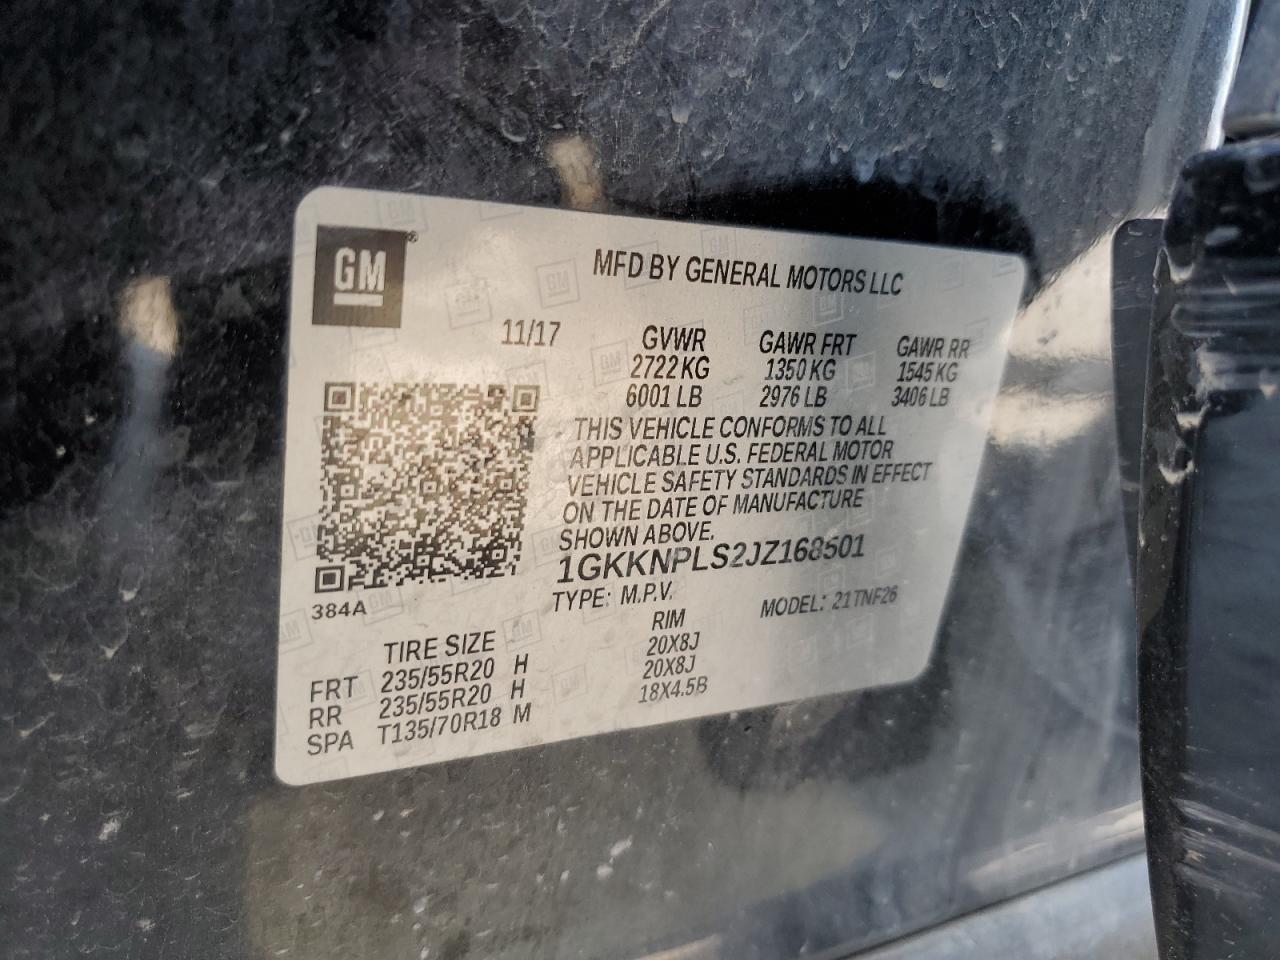 GM®
MFD BY GENERAL MOTORS LLC
11/17 GVWR GAWR FRT GAWR RR
2722 KG 1350 KG 1545 KG
6001 LB 2976 LB 3406 LB
THIS VEHICLE CONFORMS TO ALL
APPLICABLE U.S. FEDERAL MOTOR
VEHICLE SAFETY STANDARDS IN EFFECT
ON THE DATE OF MANUFACTURE
SHOWN ABOVE.
1GKKNPLS2JZ168501
TYPE: M.P.V. MODEL: 21TNF26
384A
TIRE SIZE RIM
FRT 235/55R20 H 20X8J
RR 235/55R20 H 20X8J
SPA T135/70R18 M 18X4.5B